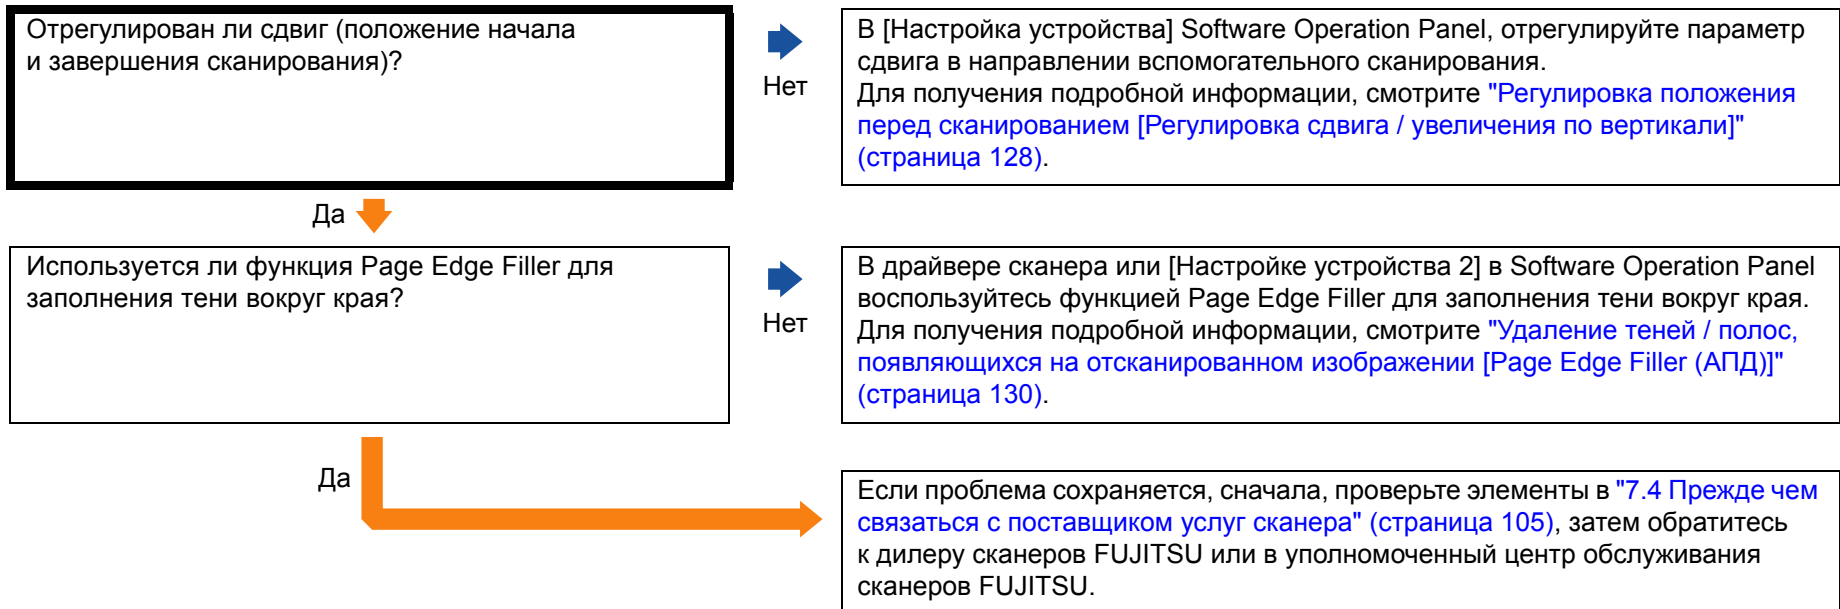 Отрегулирован ли сдвиг (положение начала
и завершения сканирования)?
Нет
В [Настройка устройства] Software Operation Panel, отрегулируйте параметр
сдвига в направлении вспомогательного сканирования.
Для получения подробной информации, смотрите "Регулировка положения
перед сканированием [Регулировка сдвига / увеличения по вертикали]"
(страница 128).
Да
Используется ли функция Page Edge Filler для
заполнения тени вокруг края?
Нет
В драйвере сканера или [Настройке устройства 2] в Software Operation Panel
воспользуйтесь функцией Page Edge Filler для заполнения тени вокруг края.
Для получения подробной информации, смотрите "Удаление теней / полос,
появляющихся на отсканированном изображении [Page Edge Filler (АПД)]"
(страница 130).
Да
Если проблема сохраняется, сначала, проверьте элементы в "7.4 Прежде чем
связаться с поставщиком услуг сканера" (страница 105), затем обратитесь
к дилеру сканеров FUJITSU или в уполномоченный центр обслуживания
сканеров FUJITSU.